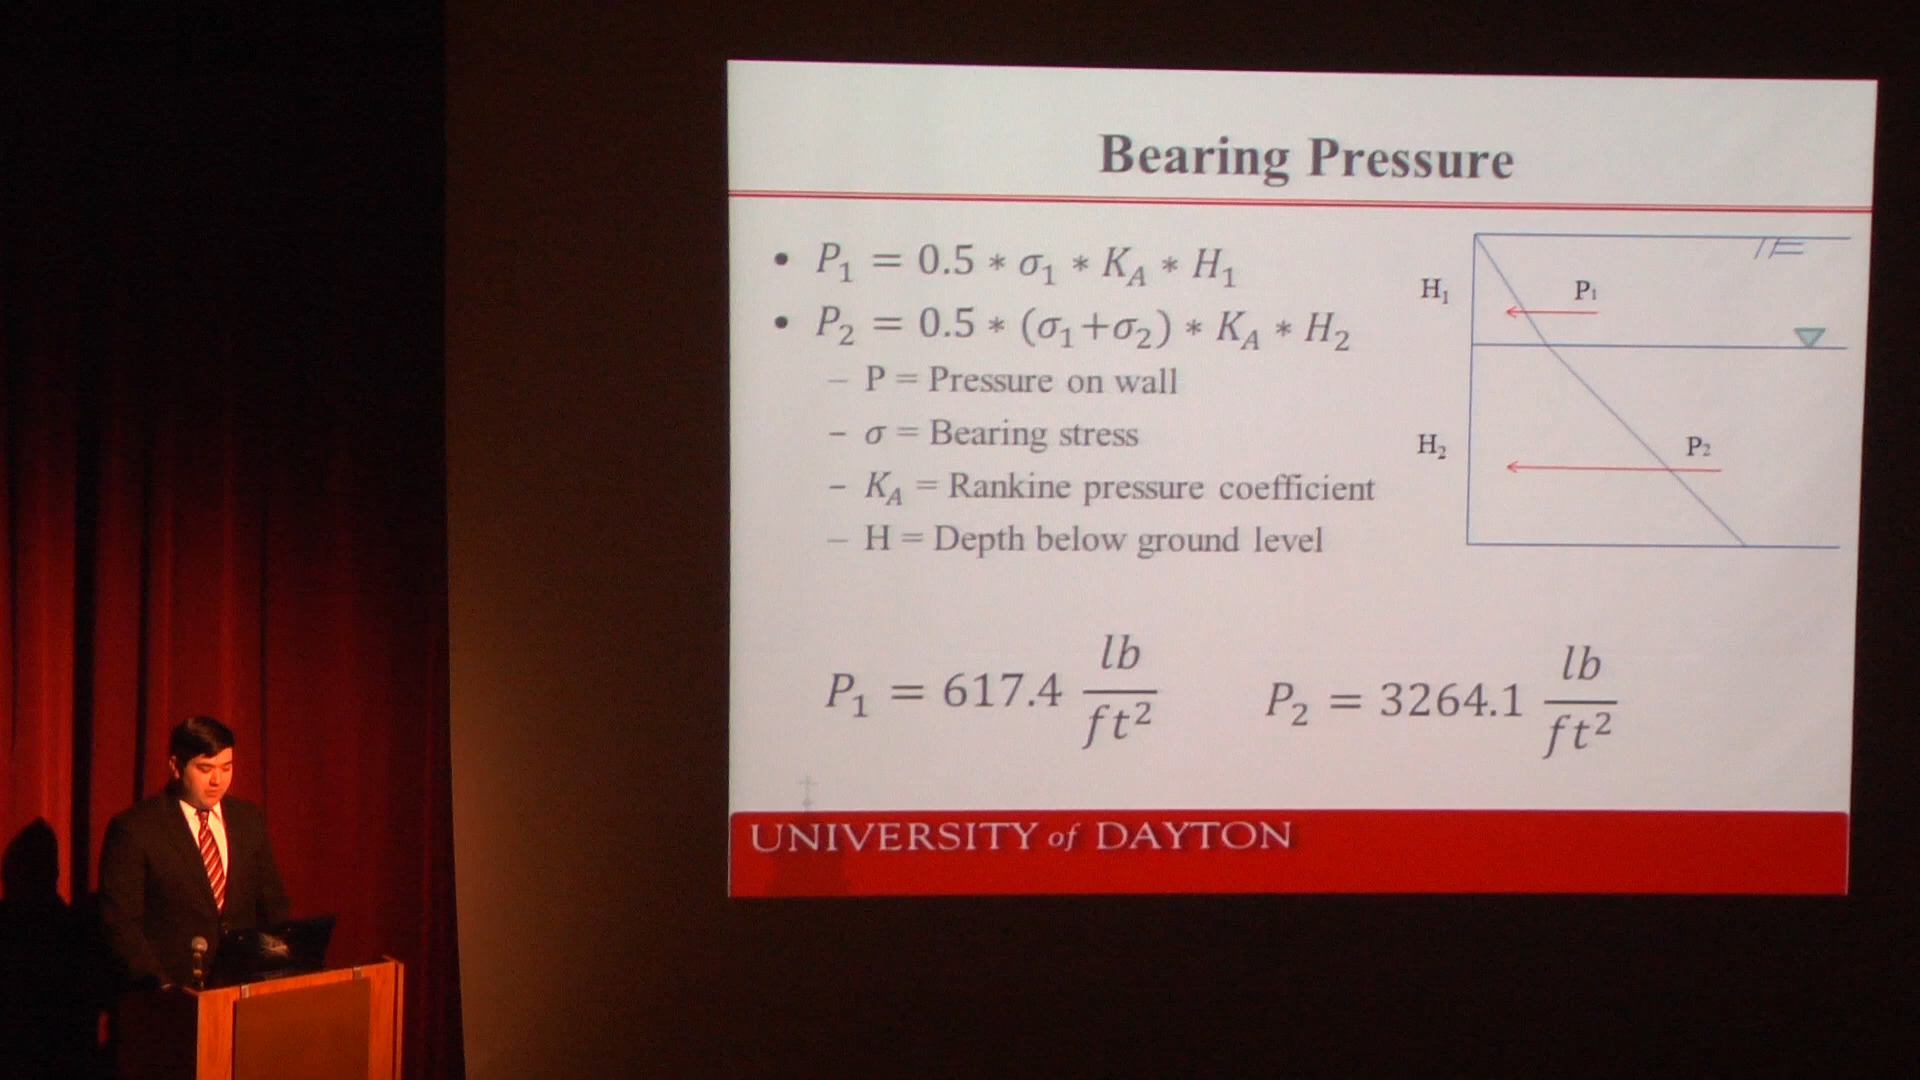 Bearing Pressure
• P₁ = 0.5 * σ₁ * K_A * H₁
• P₂ = 0.5 * (σ₁+σ₂) * K_A * H₂
– P = Pressure on wall
– σ = Bearing stress
– K_A = Rankine pressure coefficient
– H = Depth below ground level
H₁
P₁
H₂
P₂
P₁ = 617.4 lb/ft²
P₂ = 3264.1 lb/ft²
UNIVERSITY of DAYTON